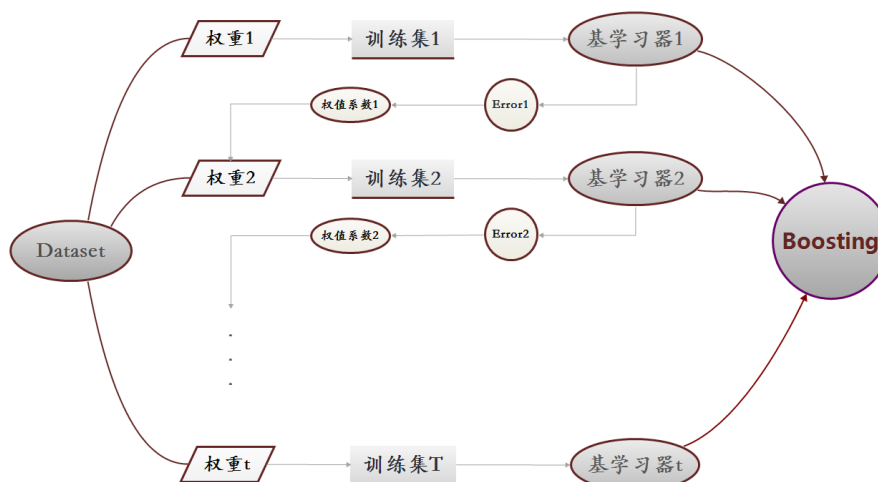 权重1
训练集1
基学习器1
权值系数1
Error1
权重2
训练集2
基学习器2
权值系数2
Error2
Dataset
Boosting
权重t
训练集T
基学习器t